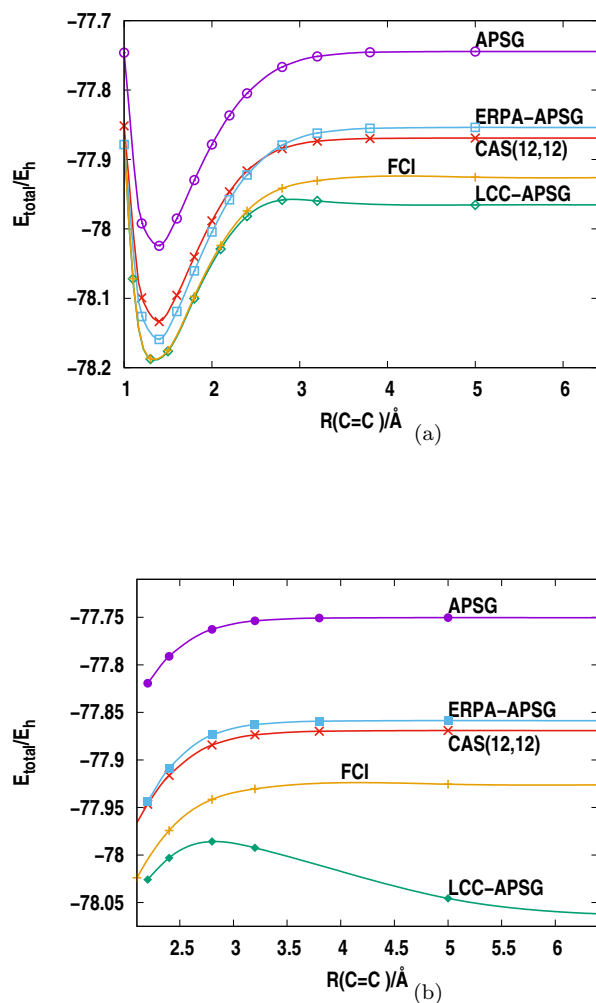 −77.7
−77.8
−77.9
−78
−78.1
−78.2
E_total/E_h
APSG
ERPA−APSG
CAS(12,12)
FCI
LCC−APSG
1 2 3 4 5 6
R(C=C )/Å
(a)
−77.75
−77.8
−77.85
−77.9
−77.95
−78
−78.05
E_total/E_h
APSG
ERPA−APSG
CAS(12,12)
FCI
LCC−APSG
2.5 3 3.5 4 4.5 5 5.5 6
R(C=C )/Å
(b)